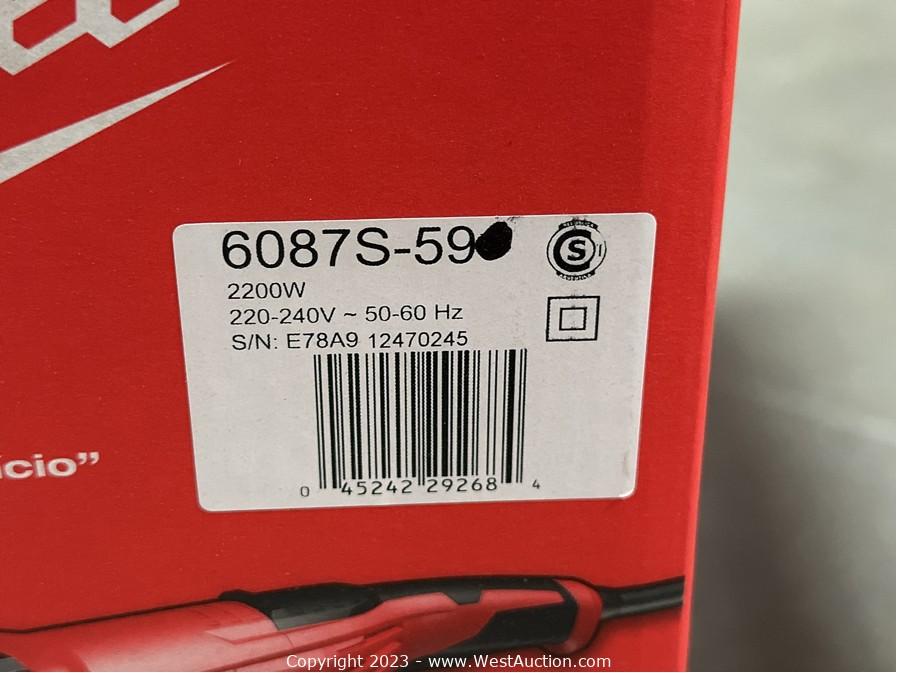 6087S-59
2200W
220-240V ~ 50-60 Hz
S/N: E78A9 12470245
S
0 45242 29268 4
icio”
Copyright 2023 - www.WestAuction.com